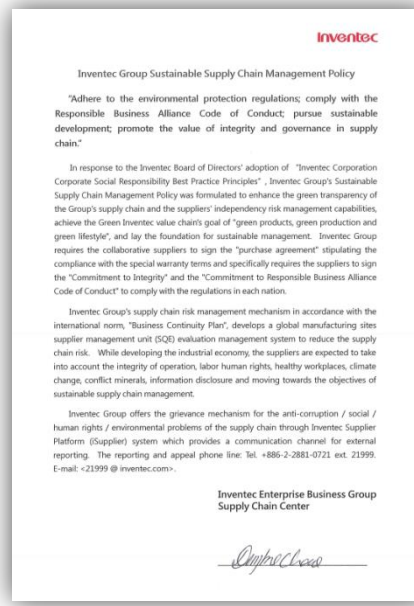 Inventec
Inventec Group Sustainable Supply Chain Management Policy
"Adhere to the environmental protection regulations; comply with the
Responsible Business Alliance Code of Conduct; pursue sustainable
development; promote the value of integrity and governance in supply
chain."
In response to the Inventec Board of Directors' adoption of "Inventec Corporation
Corporate Social Responsibility Best Practice Principles" , Inventec Group's Sustainable
Supply Chain Management Policy was formulated to enhance the green transparency of
the Group's supply chain and the suppliers' independency risk management capabilities,
achieve the Green Inventec value chain's goal of "green products, green production and
green lifestyle", and lay the foundation for sustainable management. Inventec Group
requires the collaborative suppliers to sign the "purchase agreement" stipulating the
compliance with the special warranty terms and specifically requires the suppliers to sign
the "Commitment to Integrity" and the "Commitment to Responsible Business Alliance
Code of Conduct" to comply with the regulations in each nation.
Inventec Group's supply chain risk management mechanism in accordance with the
international norm, "Business Continuity Plan", develops a global manufacturing sites
supplier management unit (SQE) evaluation management system to reduce the supply
chain risk. While developing the industrial economy, the suppliers are expected to take
into account the integrity of operation, labor human rights, healthy workplaces, climate
change, conflict minerals, information disclosure and moving towards the objectives of
sustainable supply chain management.
Inventec Group offers the grievance mechanism for the anti-corruption / social /
human rights / environmental problems of the supply chain through Inventec Supplier
Platform (iSupplier) system which provides a communication channel for external
reporting. The reporting and appeal phone line: Tel. +886-2-2881-0721 ext. 21999.
E-mail: <21999 @ inventec.com>.
Inventec Enterprise Business Group
Supply Chain Center